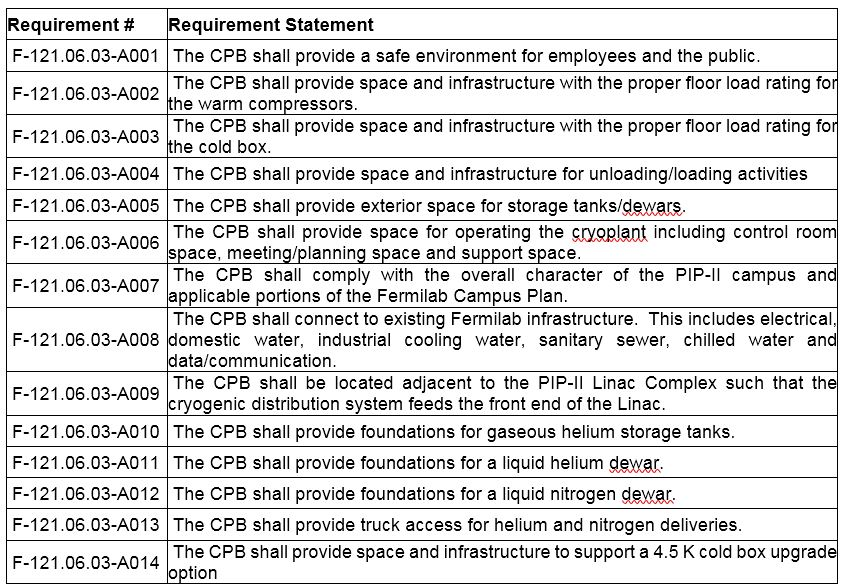 Requirement # Requirement Statement
F-121.06.03-A001 The CPB shall provide a safe environment for employees and the public.
F-121.06.03-A002 The CPB shall provide space and infrastructure with the proper floor load rating for
the warm compressors.
F-121.06.03-A003 The CPB shall provide space and infrastructure with the proper floor load rating for
the cold box.
F-121.06.03-A004 The CPB shall provide space and infrastructure for unloading/loading activities
F-121.06.03-A005 The CPB shall provide exterior space for storage tanks/dewars.
F-121.06.03-A006 The CPB shall provide space for operating the cryoplant including control room
space, meeting/planning space and support space.
F-121.06.03-A007 The CPB shall comply with the overall character of the PIP-II campus and
applicable portions of the Fermilab Campus Plan.
F-121.06.03-A008 The CPB shall connect to existing Fermilab infrastructure. This includes electrical,
domestic water, industrial cooling water, sanitary sewer, chilled water and
data/communication.
F-121.06.03-A009 The CPB shall be located adjacent to the PIP-II Linac Complex such that the
cryogenic distribution system feeds the front end of the Linac.
F-121.06.03-A010 The CPB shall provide foundations for gaseous helium storage tanks.
F-121.06.03-A011 The CPB shall provide foundations for a liquid helium dewar.
F-121.06.03-A012 The CPB shall provide foundations for a liquid nitrogen dewar.
F-121.06.03-A013 The CPB shall provide truck access for helium and nitrogen deliveries.
F-121.06.03-A014 The CPB shall provide space and infrastructure to support a 4.5 K cold box upgrade
option